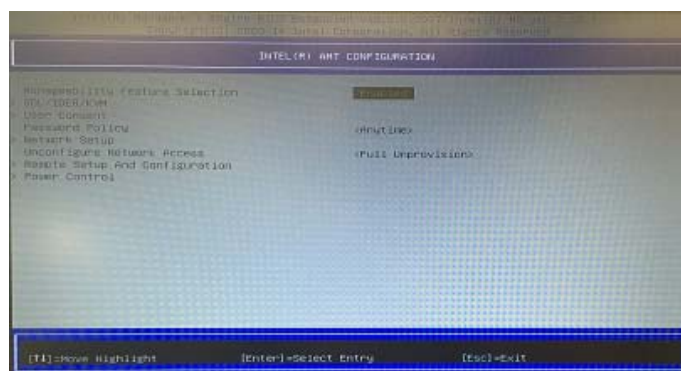 INTEL(R) AMT CONFIGURATION
Manageability Feature Selection <Enabled>
> SOL/IDER/KVM
> User Consent
Password Policy <Anytime>
> Network Setup
Unconfigure Network Access <Full Unprovision>
> Remote Setup And Configuration
> Power Control
[↑↓]=Move Highlight [Enter]=Select Entry [Esc]=Exit